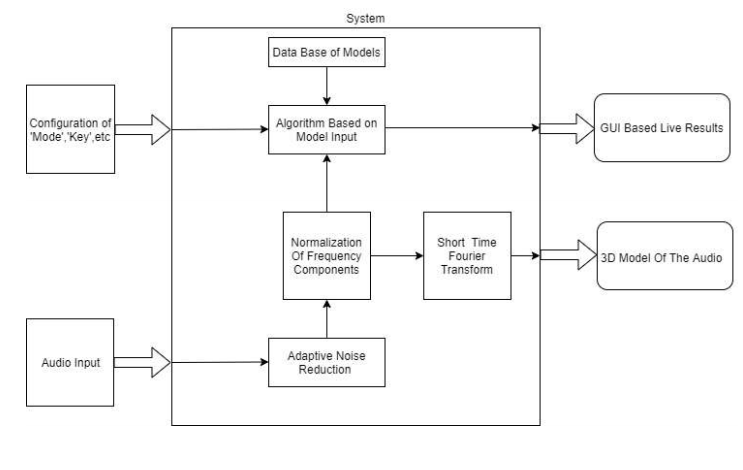 System
Data Base of Models
Configuration of
'Mode','Key',etc
Algorithm Based on
Model Input
GUI Based Live Results
Normalization
Of Frequency
Components
Short Time
Fourier
Transform
3D Model Of The Audio
Audio Input
Adaptive Noise
Reduction